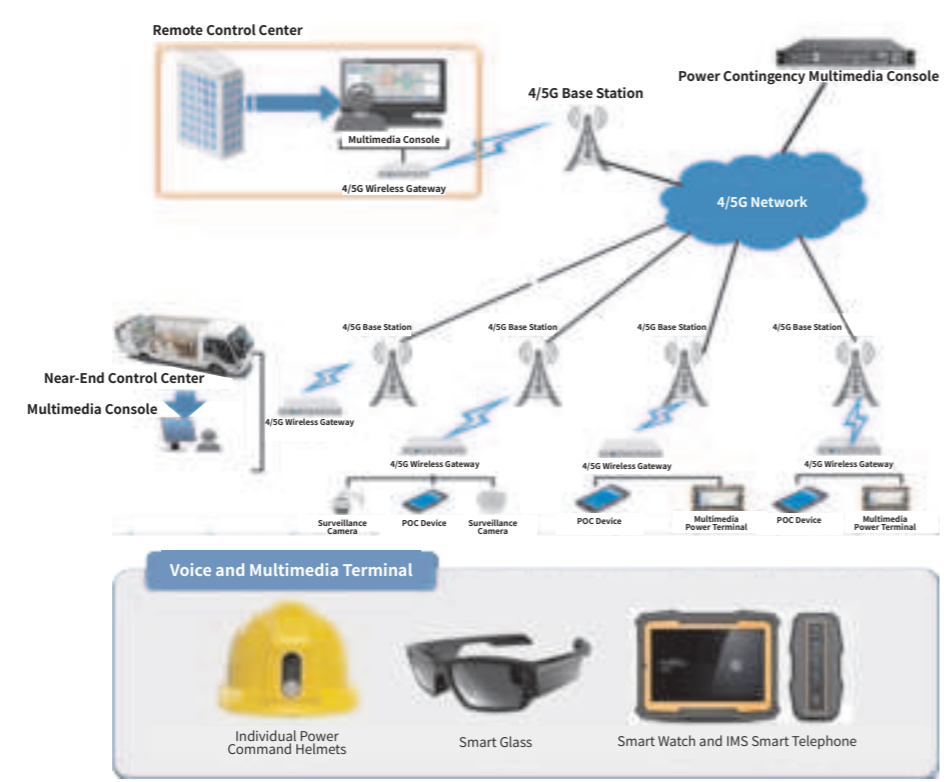 Remote Control Center
Power Contingency Multimedia Console
4/5G Base Station
Multimedia Console
4/5G Wireless Gateway
4/5G Network
4/5G Base Station
4/5G Base Station
4/5G Base Station
4/5G Base Station
Near-End Control Center
Multimedia Console
4/5G Wireless Gateway
4/5G Wireless Gateway
4/5G Wireless Gateway
4/5G Wireless Gateway
Surveillance
Camera
POC Device
Surveillance
Camera
POC Device
Multimedia
Power Terminal
POC Device
Multimedia
Power Terminal
Voice and Multimedia Terminal
Individual Power
Command Helmets
Smart Glass
Smart Watch and IMS Smart Telephone